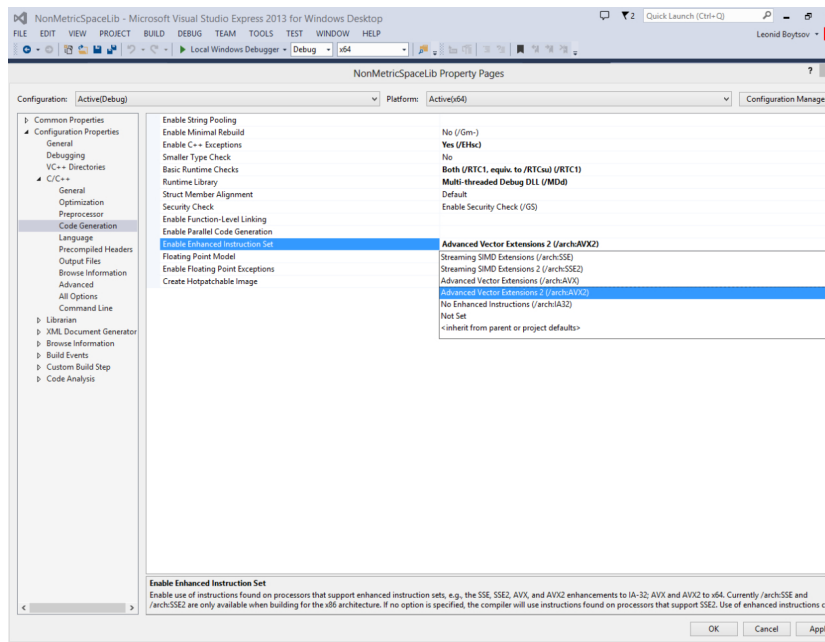 NonMetricSpaceLib - Microsoft Visual Studio Express 2013 for Windows Desktop
2 Quick Launch (Ctrl+Q)
FILE EDIT VIEW PROJECT BUILD DEBUG TEAM TOOLS TEST WINDOW HELP
Leonid Boytsov
Local Windows Debugger Debug x64
NonMetricSpaceLib Property Pages ?
Configuration: Active(Debug) Platform: Active(x64) Configuration Manage
Common Properties
Configuration Properties
General
Debugging
VC++ Directories
C/C++
General
Optimization
Preprocessor
Code Generation
Language
Precompiled Headers
Output Files
Browse Information
Advanced
All Options
Command Line
Librarian
XML Document Generator
Browse Information
Build Events
Custom Build Step
Code Analysis
Enable String Pooling
Enable Minimal Rebuild No (/Gm-)
Enable C++ Exceptions Yes (/EHsc)
Smaller Type Check No
Basic Runtime Checks Both (/RTC1, equiv. to /RTCsu) (/RTC1)
Runtime Library Multi-threaded Debug DLL (/MDd)
Struct Member Alignment Default
Security Check Enable Security Check (/GS)
Enable Function-Level Linking
Enable Parallel Code Generation
Enable Enhanced Instruction Set Advanced Vector Extensions 2 (/arch:AVX2)
Floating Point Model
Enable Floating Point Exceptions
Create Hotpatchable Image
Streaming SIMD Extensions (/arch:SSE)
Streaming SIMD Extensions 2 (/arch:SSE2)
Advanced Vector Extensions (/arch:AVX)
Advanced Vector Extensions 2 (/arch:AVX2)
No Enhanced Instructions (/arch:IA32)
Not Set
<inherit from parent or project defaults>
Enable Enhanced Instruction Set
Enable use of instructions found on processors that support enhanced instruction sets, e.g., the SSE, SSE2, AVX, and AVX2 enhancements to IA-32; AVX and AVX2 to x64. Currently /arch:SSE and
/arch:SSE2 are only available when building for the x86 architecture. If no option is specified, the compiler will use instructions found on processors that support SSE2. Use of enhanced instructions c
OK Cancel Appl